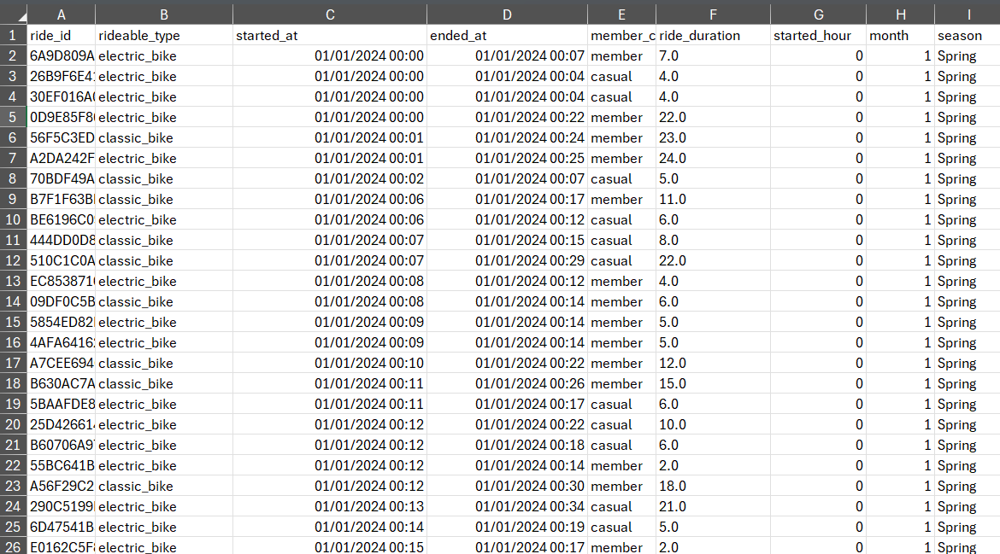 A B C D E F G H I
1 ride_id rideable_type started_at ended_at member_c ride_duration started_hour month season
2 6A9D809A electric_bike 01/01/2024 00:00 01/01/2024 00:07 member 7.0 0 1 Spring
3 26B9F6E4 electric_bike 01/01/2024 00:00 01/01/2024 00:04 casual 4.0 0 1 Spring
4 30EF016A electric_bike 01/01/2024 00:00 01/01/2024 00:04 casual 4.0 0 1 Spring
5 0D9E85F8 electric_bike 01/01/2024 00:00 01/01/2024 00:22 member 22.0 0 1 Spring
6 56F5C3ED classic_bike 01/01/2024 00:01 01/01/2024 00:24 member 23.0 0 1 Spring
7 A2DA242F electric_bike 01/01/2024 00:01 01/01/2024 00:25 member 24.0 0 1 Spring
8 70BDF49A classic_bike 01/01/2024 00:02 01/01/2024 00:07 casual 5.0 0 1 Spring
9 B7F1F63B classic_bike 01/01/2024 00:06 01/01/2024 00:17 member 11.0 0 1 Spring
10 BE6196C0 electric_bike 01/01/2024 00:06 01/01/2024 00:12 casual 6.0 0 1 Spring
11 444DD0D8 classic_bike 01/01/2024 00:07 01/01/2024 00:15 casual 8.0 0 1 Spring
12 510C1C0A classic_bike 01/01/2024 00:07 01/01/2024 00:29 casual 22.0 0 1 Spring
13 EC853871 electric_bike 01/01/2024 00:08 01/01/2024 00:12 member 4.0 0 1 Spring
14 09DF0C5B classic_bike 01/01/2024 00:08 01/01/2024 00:14 member 6.0 0 1 Spring
15 5854ED82 electric_bike 01/01/2024 00:09 01/01/2024 00:14 member 5.0 0 1 Spring
16 4AFA6416 electric_bike 01/01/2024 00:09 01/01/2024 00:14 member 5.0 0 1 Spring
17 A7CEE694 classic_bike 01/01/2024 00:10 01/01/2024 00:22 member 12.0 0 1 Spring
18 B630AC7A classic_bike 01/01/2024 00:11 01/01/2024 00:26 member 15.0 0 1 Spring
19 5BAAFDE8 electric_bike 01/01/2024 00:11 01/01/2024 00:17 casual 6.0 0 1 Spring
20 25D42661 electric_bike 01/01/2024 00:12 01/01/2024 00:22 casual 10.0 0 1 Spring
21 B60706A9 electric_bike 01/01/2024 00:12 01/01/2024 00:18 casual 6.0 0 1 Spring
22 55BC641B electric_bike 01/01/2024 00:12 01/01/2024 00:14 member 2.0 0 1 Spring
23 A56F29C2 classic_bike 01/01/2024 00:12 01/01/2024 00:30 member 18.0 0 1 Spring
24 290C5199 electric_bike 01/01/2024 00:13 01/01/2024 00:34 casual 21.0 0 1 Spring
25 6D47541B electric_bike 01/01/2024 00:14 01/01/2024 00:19 casual 5.0 0 1 Spring
26 E0162C5F electric_bike 01/01/2024 00:15 01/01/2024 00:17 member 2.0 0 1 Spring